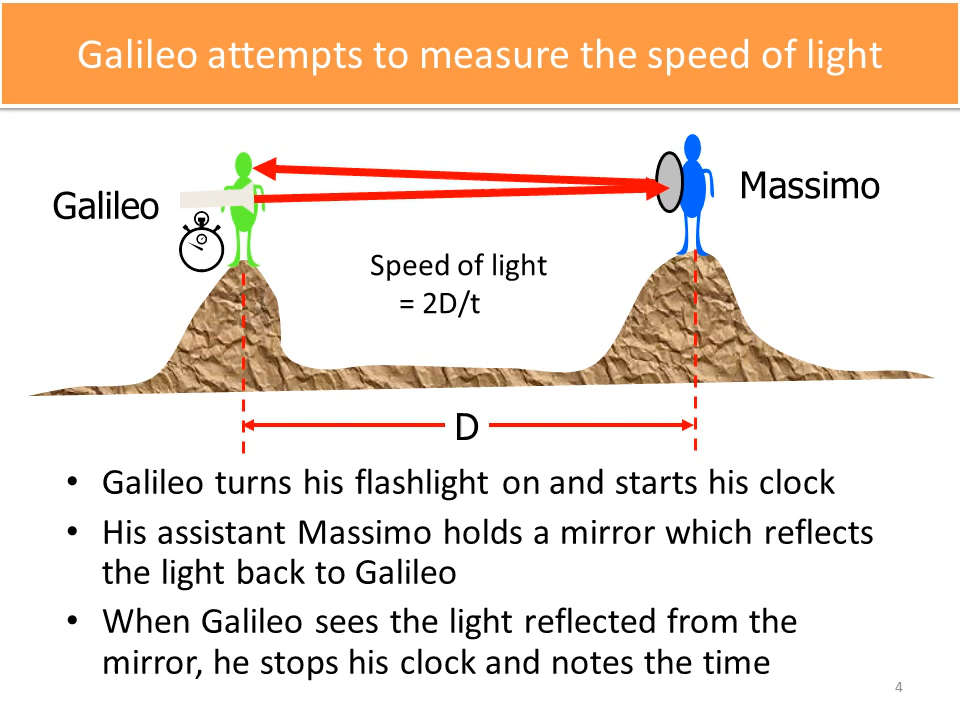 Galileo attempts to measure the speed of light
Galileo
Massimo
Speed of light
= 2D/t
D
• Galileo turns his flashlight on and starts his clock
• His assistant Massimo holds a mirror which reflects
the light back to Galileo
• When Galileo sees the light reflected from the
mirror, he stops his clock and notes the time
4